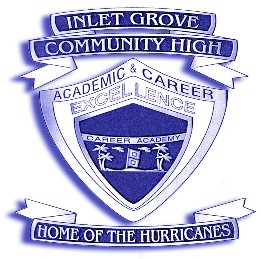 INLET GROVE
COMMUNITY HIGH
ACADEMIC & CAREER
EXCELLENCE
CAREER ACADEMY
HOME OF THE HURRICANES